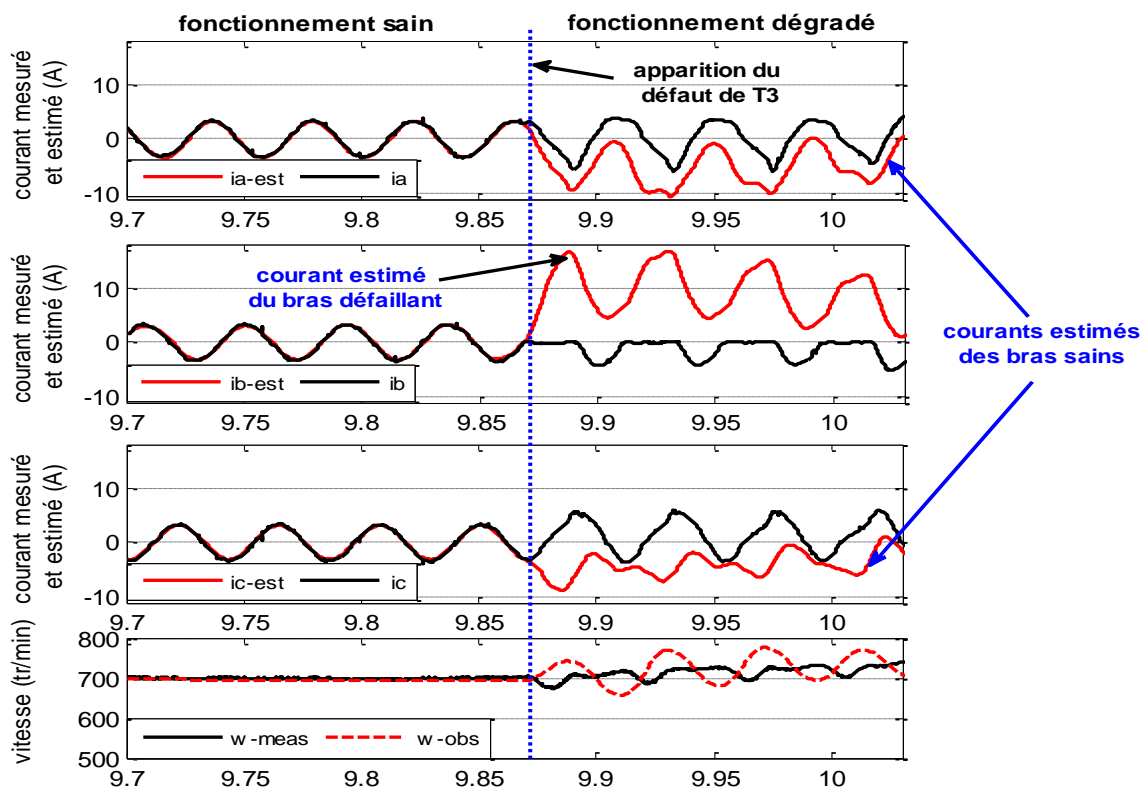 fonctionnement sain
fonctionnement dégradé
courant mesuré
et estimé (A)
10
0
-10
apparition du
défaut de T3
ia-est
ia
9.7
9.75
9.8
9.85
9.9
9.95
10
courant mesuré
et estimé (A)
10
0
-10
courant estimé
du bras défaillant
courants estimés
des bras sains
ib-est
ib
9.7
9.75
9.8
9.85
9.9
9.95
10
courant mesuré
et estimé (A)
10
0
-10
ic-est
ic
9.7
9.75
9.8
9.85
9.9
9.95
10
vitesse (tr/min)
800
700
600
500
w -meas
w -obs
9.7
9.75
9.8
9.85
9.9
9.95
10